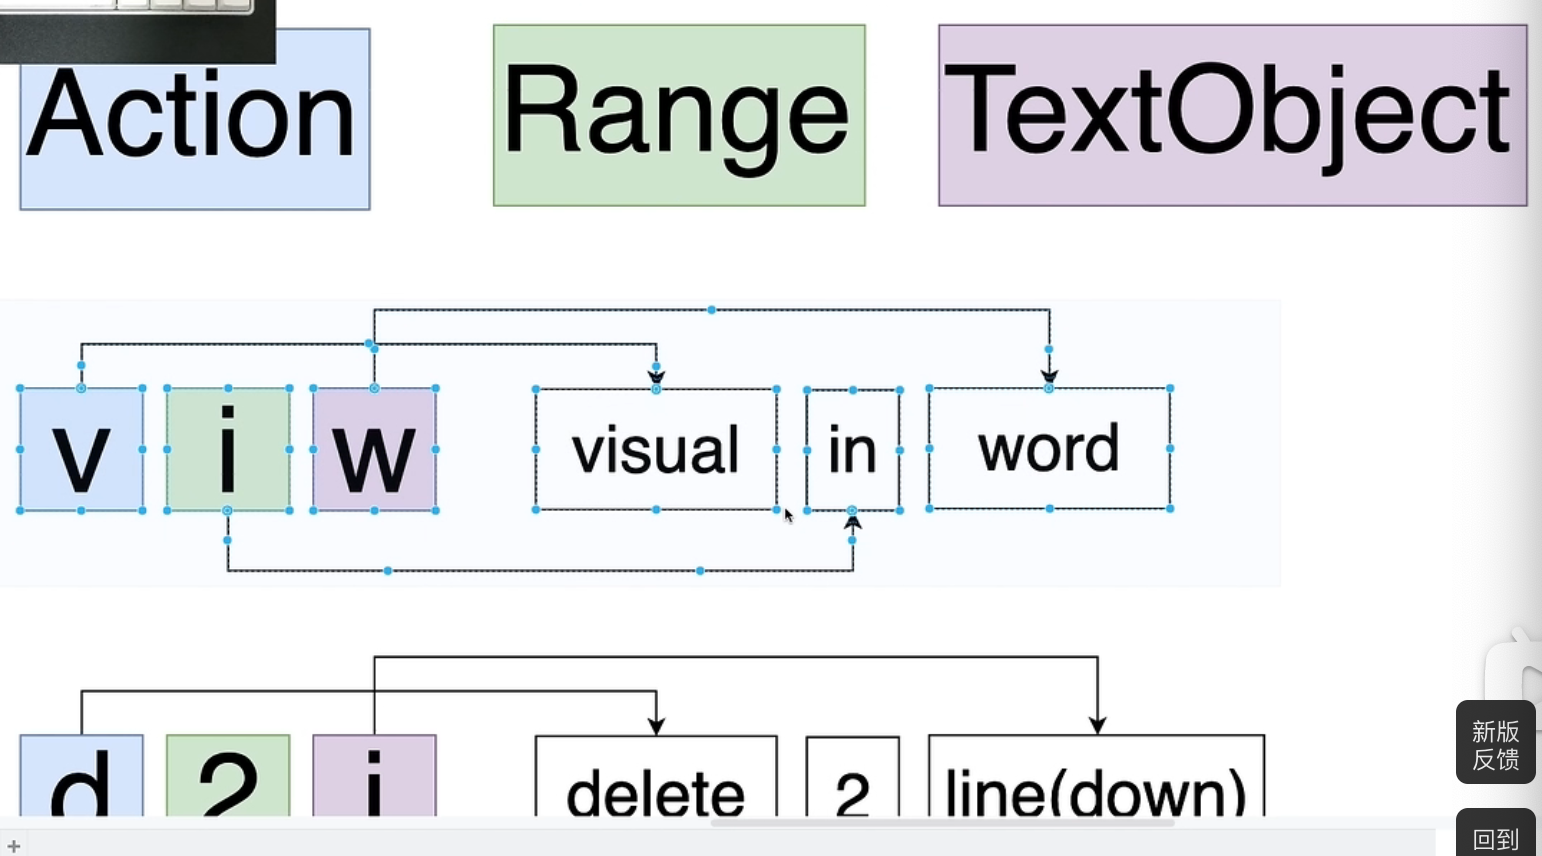 Action Range TextObject
v i w visual in word
d 2 j delete 2 line(down)
新版
反馈
回到